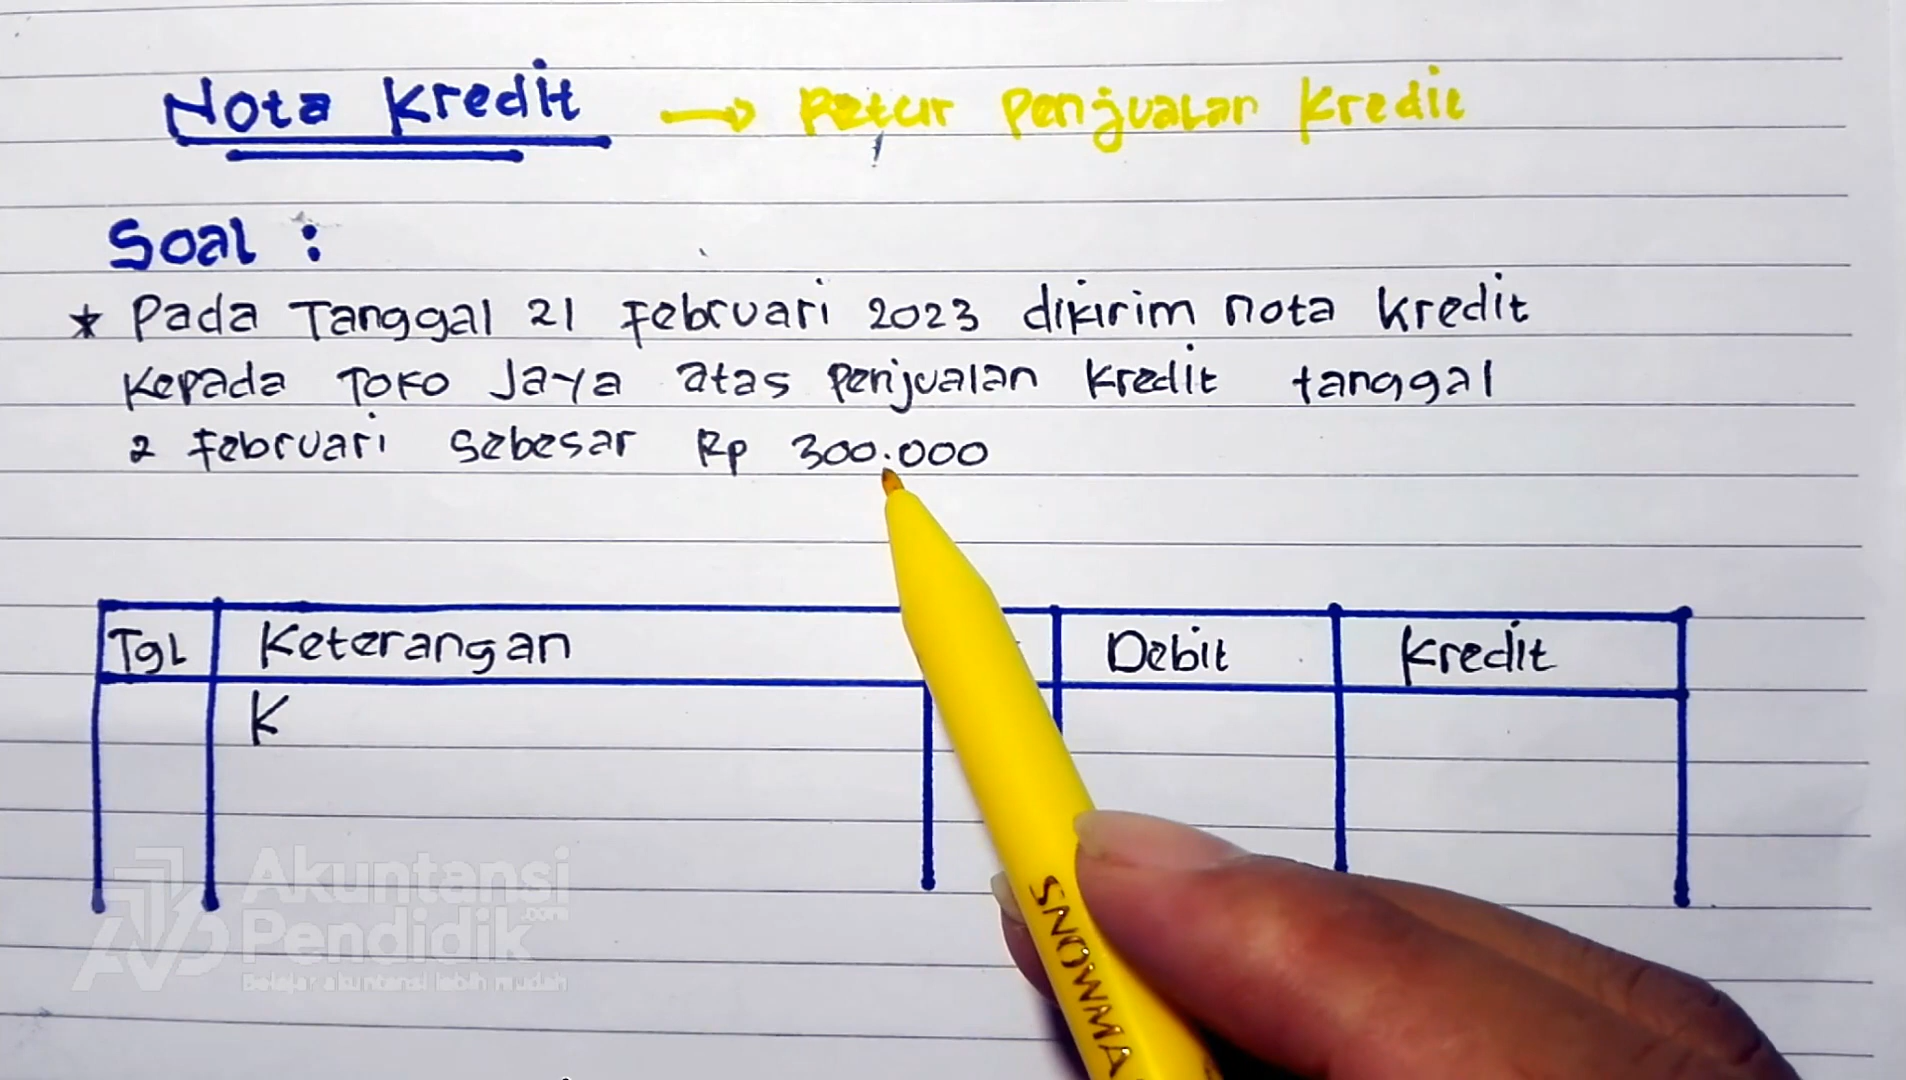 Nota Kredit → Retur Penjualan Kredit
Soal :
* Pada Tanggal 21 Februari 2023 dikirim nota kredit
Kepada Toko Jaya atas penjualan Kredit tanggal
2 Februari sebesar Rp 300.000
Tgl Keterangan Debit Kredit
K
Akuntansi
Pendidik
.com
Belajar akuntansi lebih mudah
SNOWMA